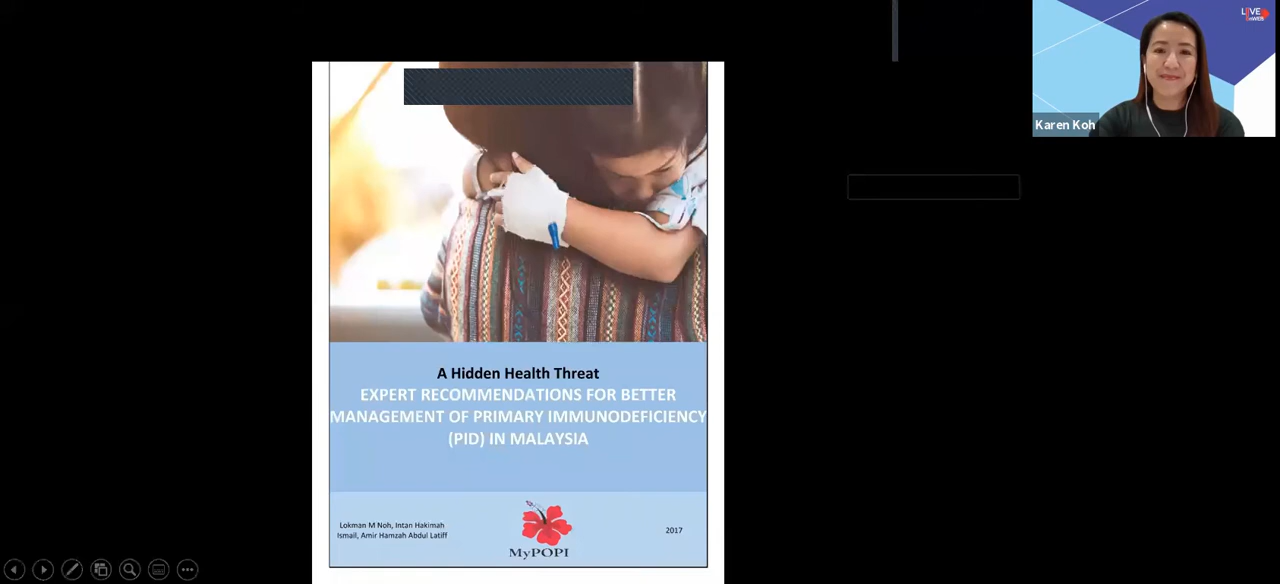 LIVE
Karen Koh
A Hidden Health Threat
EXPERT RECOMMENDATIONS FOR BETTER
MANAGEMENT OF PRIMARY IMMUNODEFICIENCY
(PID) IN MALAYSIA
Lokman M Noh, Intan Hakimah
Ismail, Amir Hamzah Abdul Latiff
MyPOPI
2017